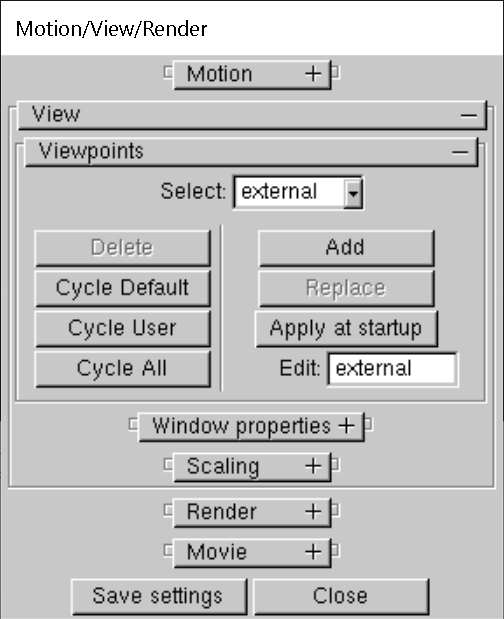 Motion/View/Render
Motion +
View −
Viewpoints −
Select: external
Delete Add
Cycle Default Replace
Cycle User Apply at startup
Cycle All Edit: external
Window properties +
Scaling +
Render +
Movie +
Save settings Close